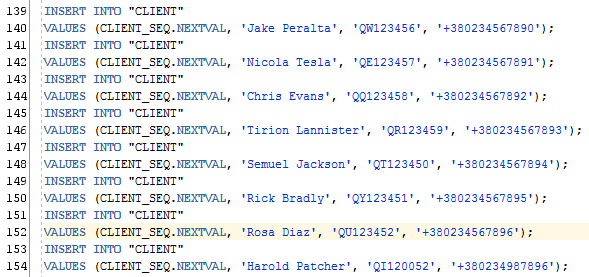 139 INSERT INTO "CLIENT"
140 VALUES (CLIENT_SEQ.NEXTVAL, 'Jake Peralta', 'QW123456', '+380234567890');
141 INSERT INTO "CLIENT"
142 VALUES (CLIENT_SEQ.NEXTVAL, 'Nicola Tesla', 'QE123457', '+380234567891');
143 INSERT INTO "CLIENT"
144 VALUES (CLIENT_SEQ.NEXTVAL, 'Chris Evans', 'QQ123458', '+380234567892');
145 INSERT INTO "CLIENT"
146 VALUES (CLIENT_SEQ.NEXTVAL, 'Tirion Lannister', 'QR123459', '+380234567893');
147 INSERT INTO "CLIENT"
148 VALUES (CLIENT_SEQ.NEXTVAL, 'Semuel Jackson', 'QT123450', '+380234567894');
149 INSERT INTO "CLIENT"
150 VALUES (CLIENT_SEQ.NEXTVAL, 'Rick Bradly', 'QY123451', '+380234567895');
151 INSERT INTO "CLIENT"
152 VALUES (CLIENT_SEQ.NEXTVAL, 'Rosa Diaz', 'QU123452', '+380234567896');
153 INSERT INTO "CLIENT"
154 VALUES (CLIENT_SEQ.NEXTVAL, 'Harold Patcher', 'QI120052', '+380234987896');